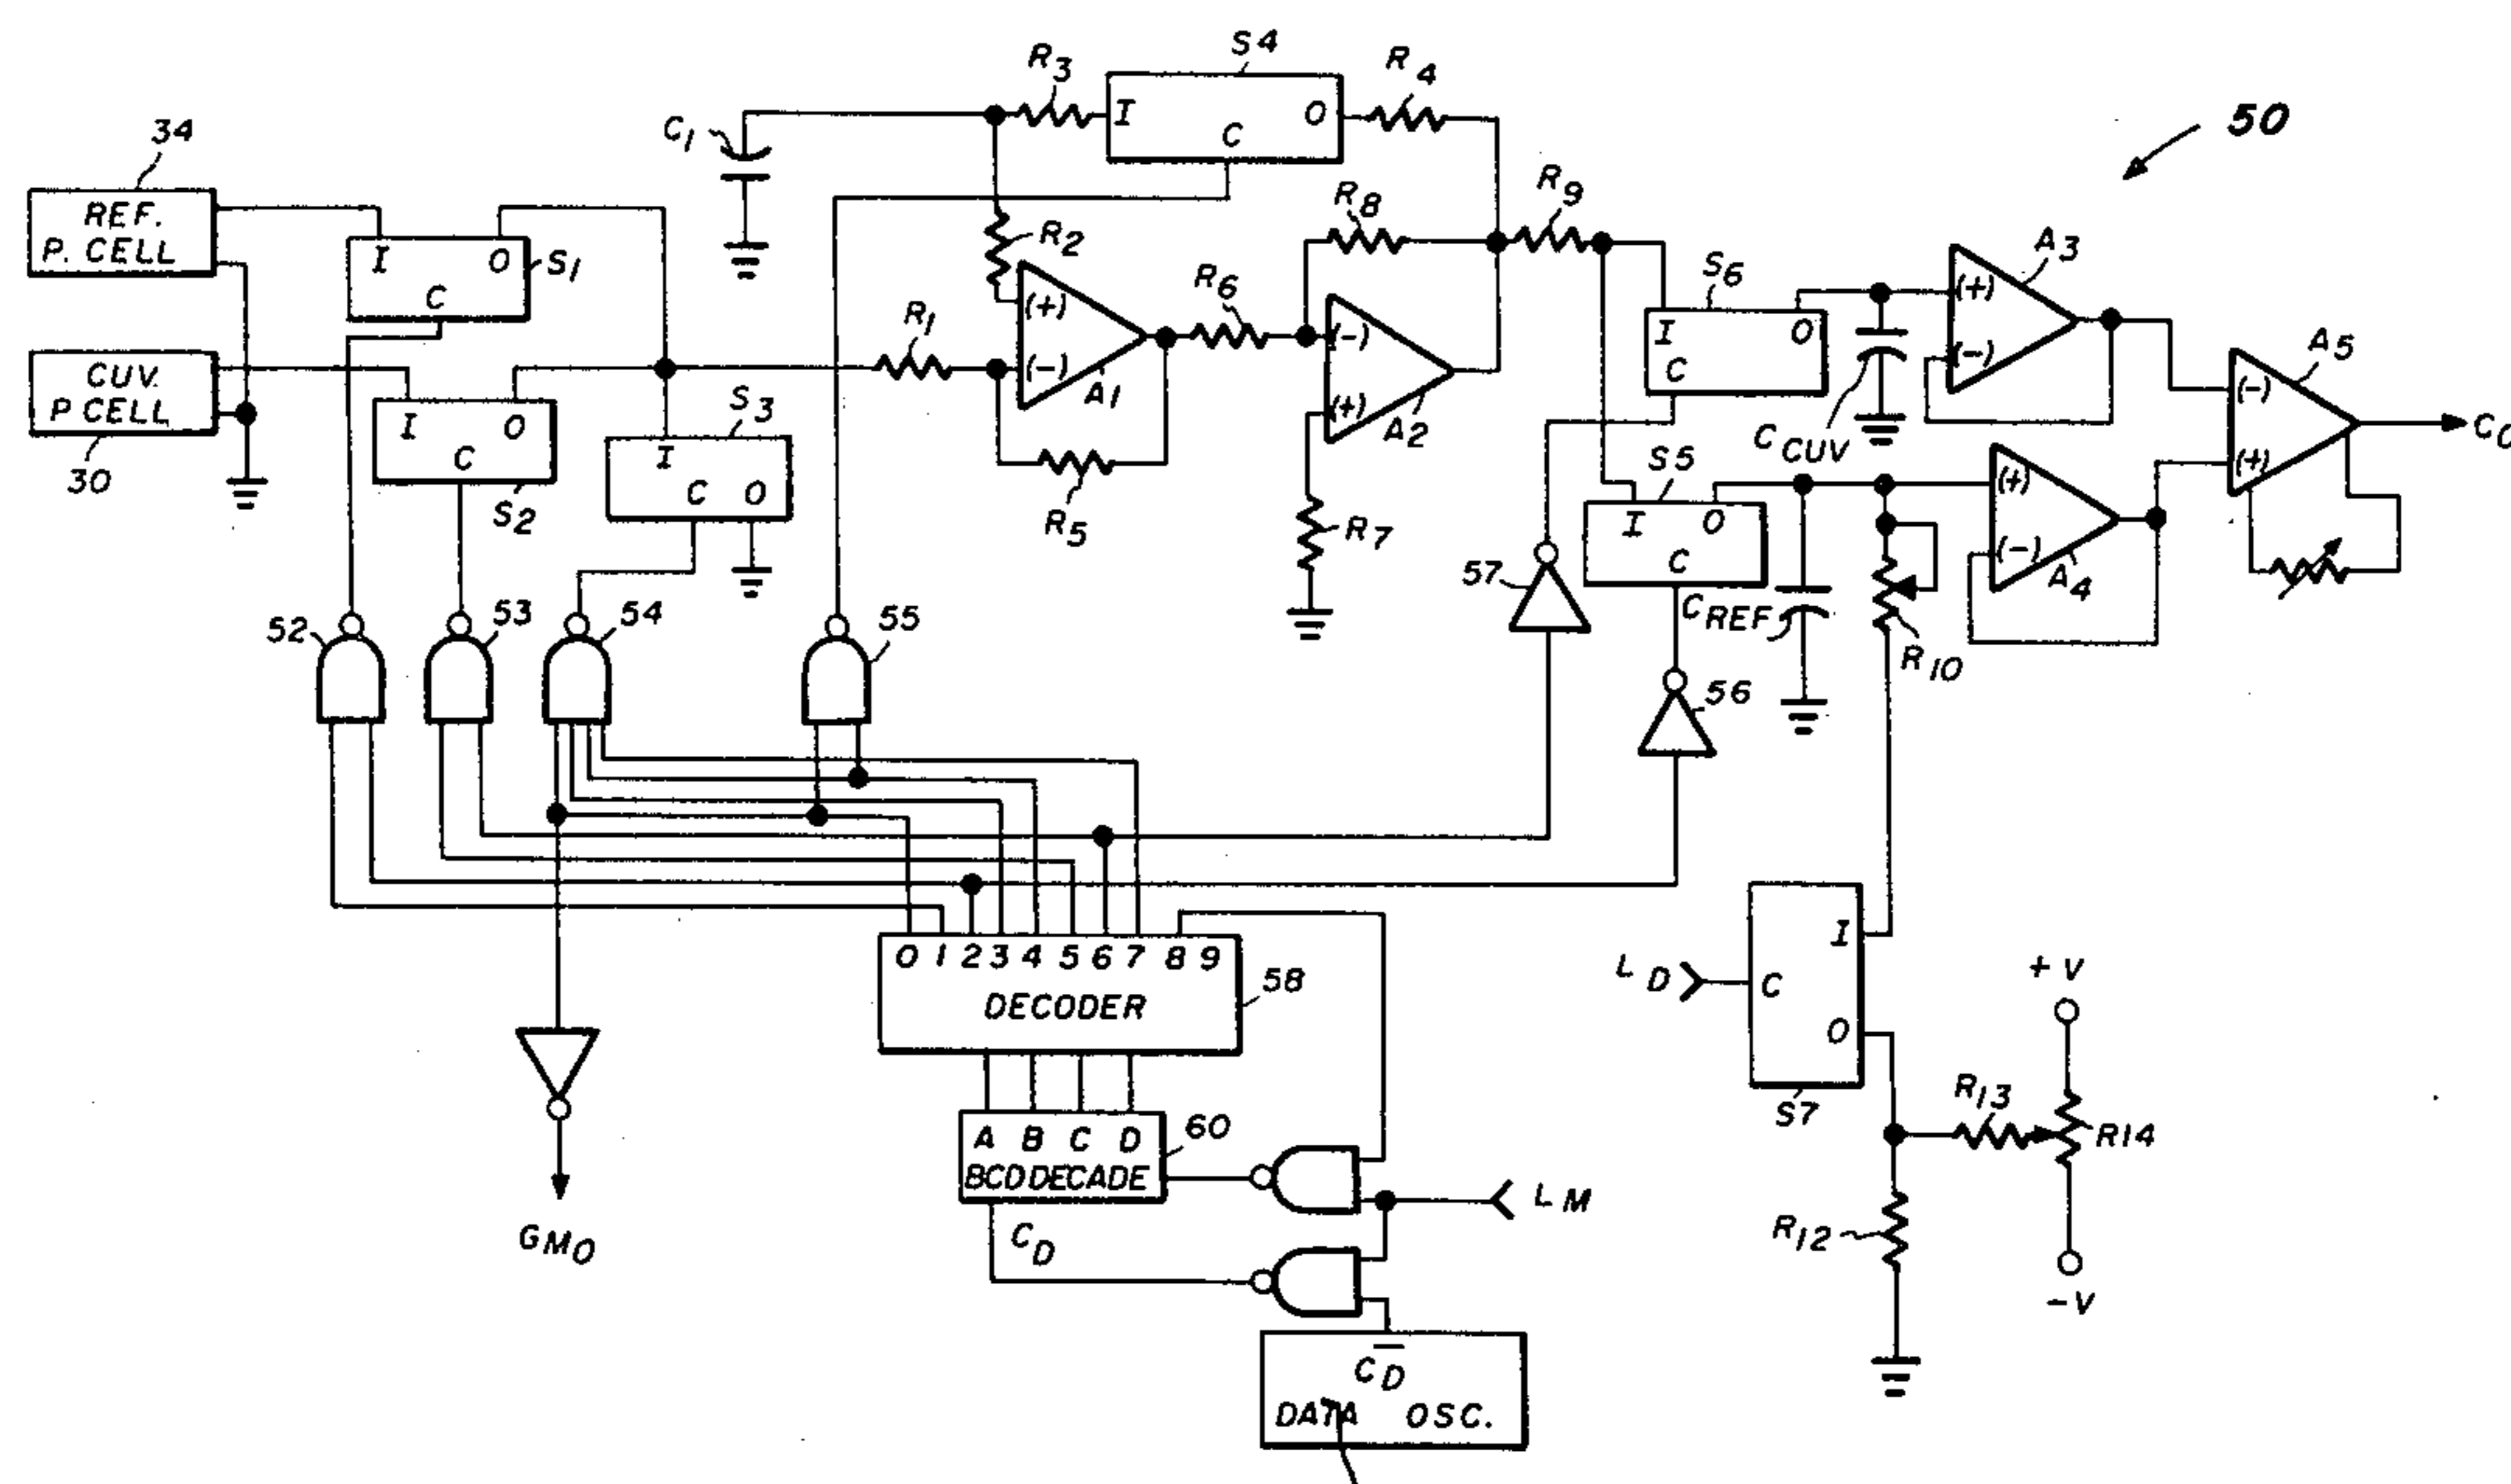 R3
S4
R4
50
34
C1
REF.
P. CELL
I
O
C
S1
R2
R8
R9
I
C
O
A3
S6
(+)
(-)
I
O
C
R1
R6
(+)
(-)
A1
(-)
(+)
A2
A5
(-)
(+)
CUV.
P CELL
30
I
O
C
S2
S3
I
C
O
R5
R7
CCUV
S5
I
O
C
CREF
(+)
(-)
A4
R10
57
56
52
53
54
55
0 1 2 3 4 5 6 7 8 9
DECODER
58
LD
I
C
O
S7
+V
R13
R14
-V
R12
A B C D
BCD DECADE
60
LM
GMO
CD
CD
DATA OSC.